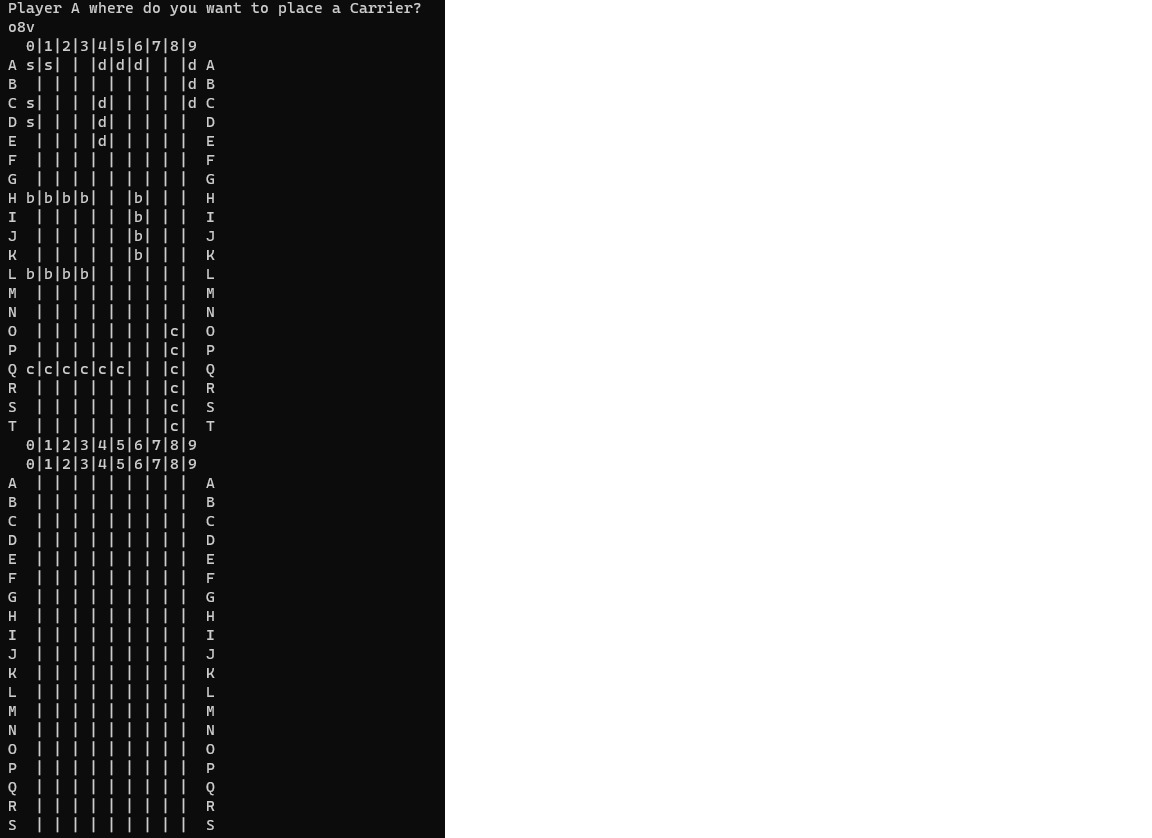 Player A where do you want to place a Carrier?
o8v
  0|1|2|3|4|5|6|7|8|9
A s|s| | |d|d|d| | |d A
B  | | | | | | | | |d B
C s| | | |d| | | | |d C
D s| | | |d| | | | |  D
E  | | | |d| | | | |  E
F  | | | | | | | | |  F
G  | | | | | | | | |  G
H b|b|b|b| | |b| | |  H
I  | | | | | |b| | |  I
J  | | | | | |b| | |  J
K  | | | | | |b| | |  K
L b|b|b|b| | | | | |  L
M  | | | | | | | | |  M
N  | | | | | | | | |  N
O  | | | | | | | |c|  O
P  | | | | | | | |c|  P
Q c|c|c|c|c|c| | |c|  Q
R  | | | | | | | |c|  R
S  | | | | | | | |c|  S
T  | | | | | | | |c|  T
  0|1|2|3|4|5|6|7|8|9
  0|1|2|3|4|5|6|7|8|9
A  | | | | | | | | |  A
B  | | | | | | | | |  B
C  | | | | | | | | |  C
D  | | | | | | | | |  D
E  | | | | | | | | |  E
F  | | | | | | | | |  F
G  | | | | | | | | |  G
H  | | | | | | | | |  H
I  | | | | | | | | |  I
J  | | | | | | | | |  J
K  | | | | | | | | |  K
L  | | | | | | | | |  L
M  | | | | | | | | |  M
N  | | | | | | | | |  N
O  | | | | | | | | |  O
P  | | | | | | | | |  P
Q  | | | | | | | | |  Q
R  | | | | | | | | |  R
S  | | | | | | | | |  S